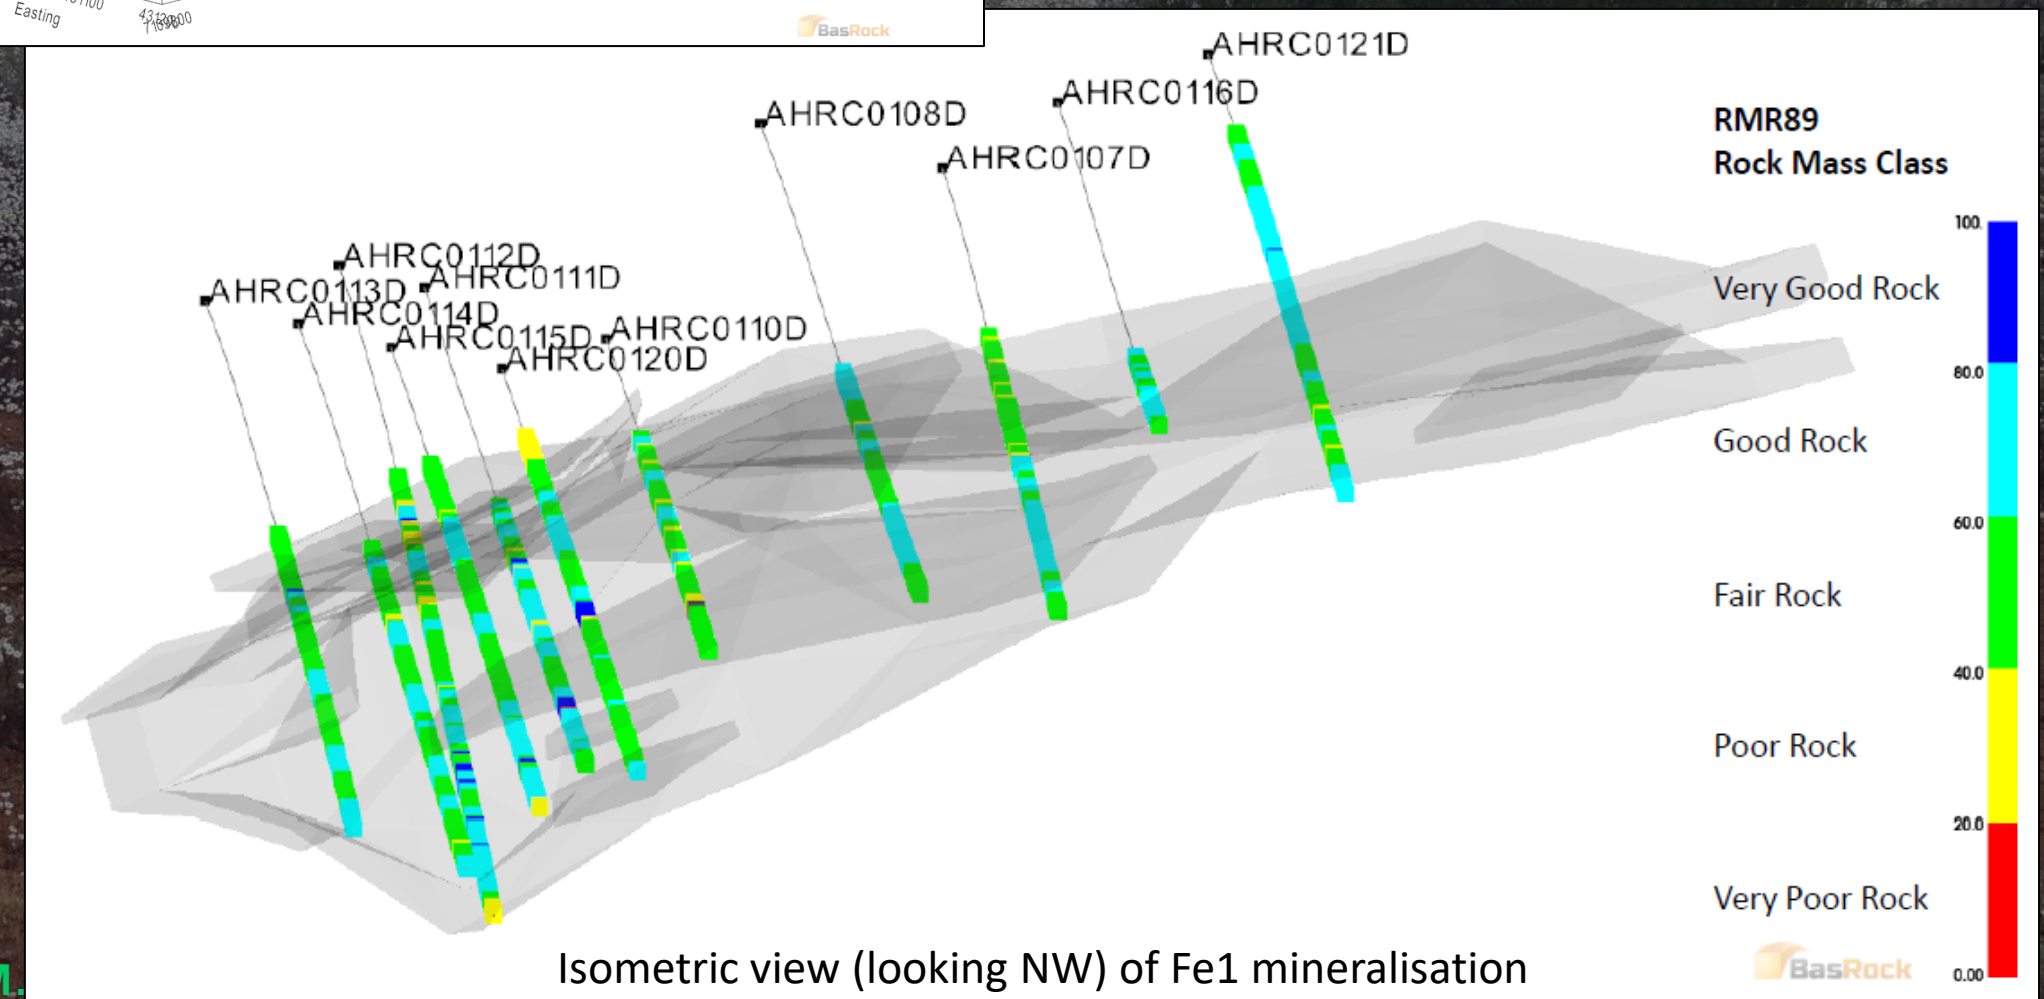 Easting
BasRock
AHRC0121D
AHRC0116D
AHRC0108D
AHRC0107D
AHRC0112D
AHRC0111D
AHRC0113D
AHRC0114D
AHRC0115D
AHRC0110D
AHRC0120D
RMR89
Rock Mass Class
100.
Very Good Rock
80.0
Good Rock
60.0
Fair Rock
40.0
Poor Rock
20.0
Very Poor Rock
0.00
BasRock
Isometric view (looking NW) of Fe1 mineralisation